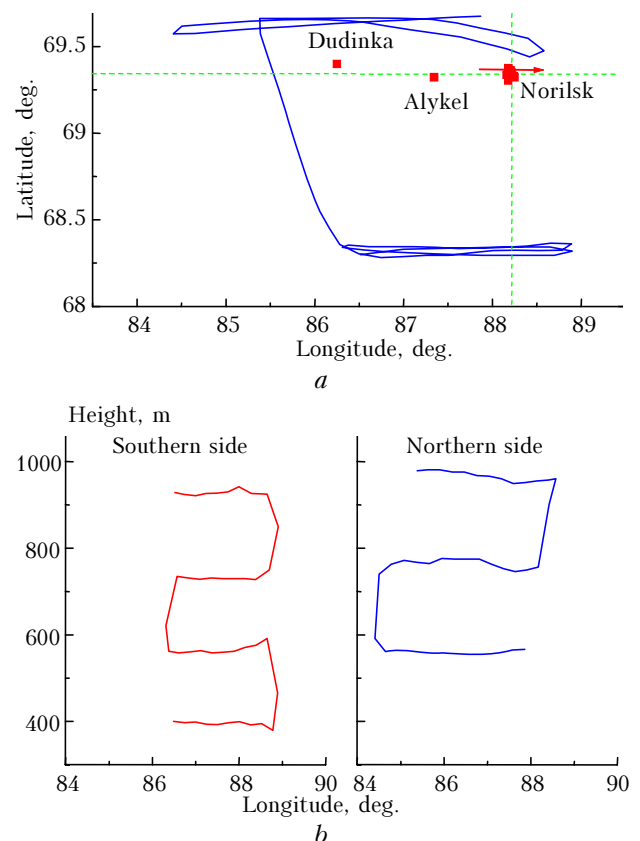 69.5
69
68.5
68
Latitude, deg.
Dudinka
Alykel
Norilsk
84 85 86 87 88 89
Longitude, deg.
a
Height, m
Southern side Northern side
1000
800
600
400
84 86 88 90 84 86 88 90
Longitude, deg. Longitude, deg.
b